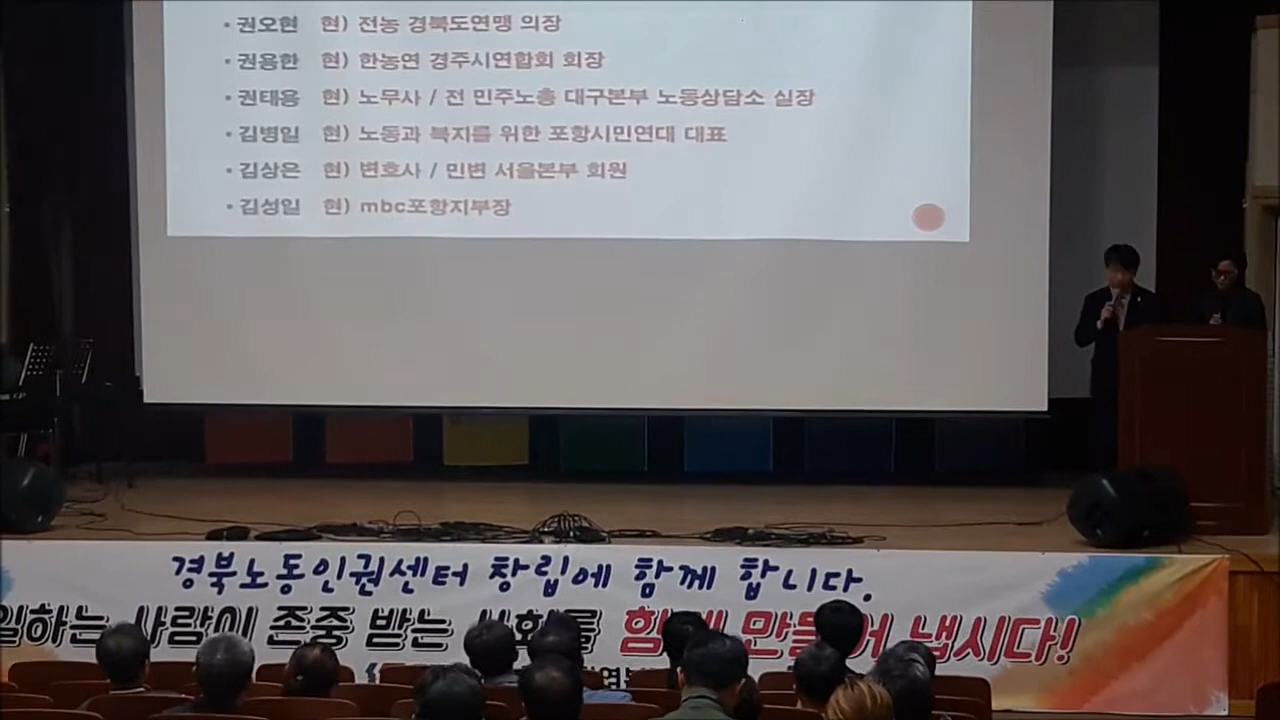 • 권오현 현) 전농 경북도연맹 의장
• 권용한 현) 한농연 경주시연합회 회장
• 권태용 현) 노무사 / 전 민주노총 대구본부 노동상담소 실장
• 김병일 현) 노동과 복지를 위한 포항시민연대 대표
• 김상은 현) 변호사 / 민변 서울본부 회원
• 김성일 현) mbc포항지부장
경북노동인권센터 창립에 함께 합니다.
일하는 사람이 존중 받는 사회를 함께 만들어 냅시다!